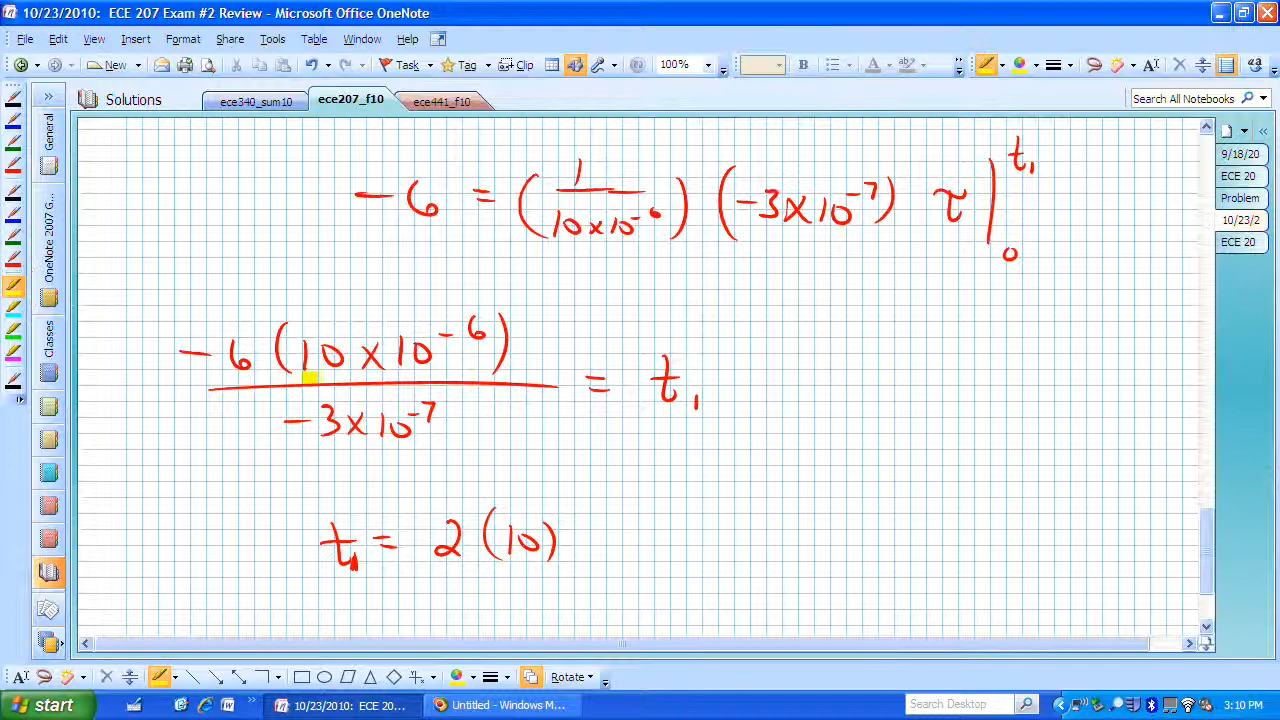 10/23/2010: ECE 207 Exam #2 Review - Microsoft Office OneNote
File Edit View Insert Format Share Tools Table Window Help
New Task Tag Clip 100% B A ab
Solutions ece340_sum10 ece207_f10 ece441_f10 Search All Notebooks
General
OneNote 2007 G...
Classes
9/18/20
ECE 20
Problem
10/23/2
ECE 20
-6 = (1/(10x10^-6)) (-3x10^-7) τ |_0^t₁
-6 (10 x 10^-6) / (-3x10^-7) = t₁
t₁ = 2 (10)
Rotate
start 10/23/2010: ECE 20... Untitled - Windows M... Search Desktop 3:10 PM